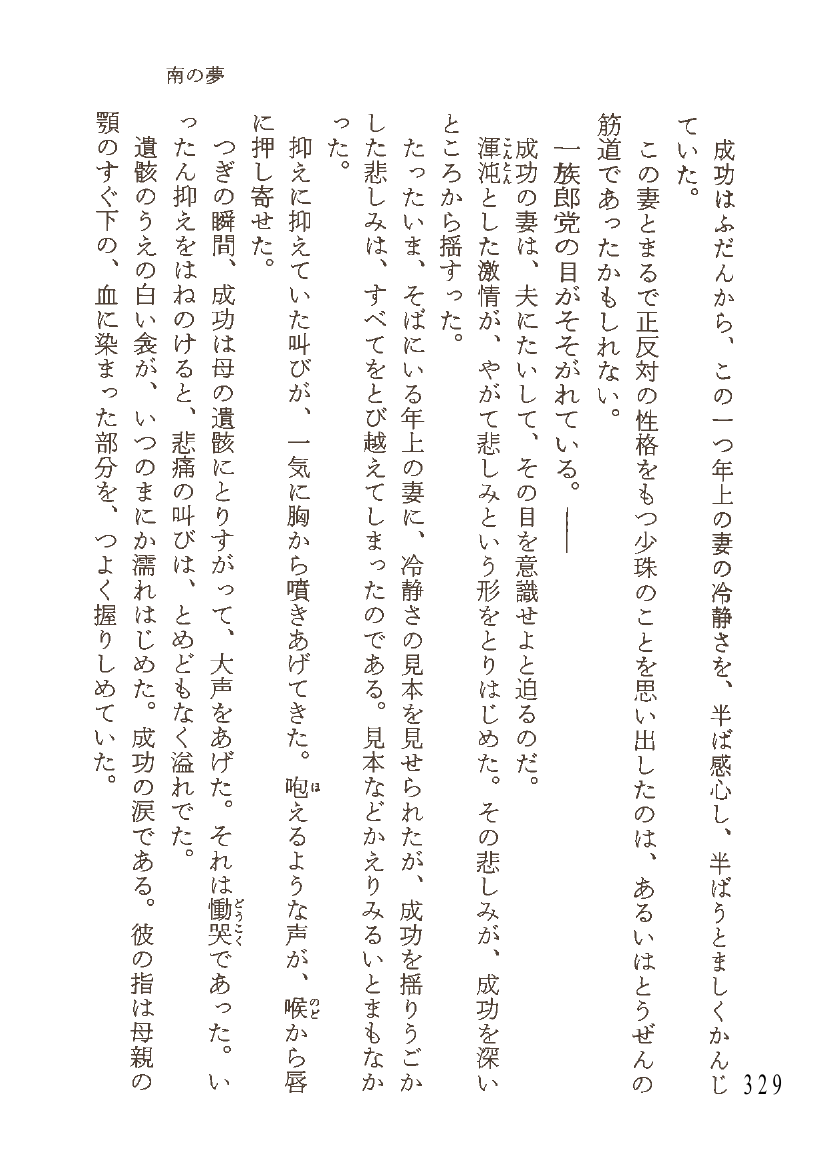 南の夢
成功はふだんから、この一つ年上の妻の冷静さを、半ば感心し、半ばうとましくかんじ
ていた。
この妻とまるで正反対の性格をもつ少珠のことを思い出したのは、あるいはとうぜんの
筋道であったかもしれない。
一族郎党の目がそそがれている。――
成功の妻は、夫にたいして、その目を意識せよと迫るのだ。
渾沌とした激情が、やがて悲しみという形をとりはじめた。その悲しみが、成功を深い
こんとん
ところから揺すった。
たったいま、そばにいる年上の妻に、冷静さの見本を見せられたが、成功を揺りうごか
した悲しみは、すべてをとび越えてしまったのである。見本などかえりみるいとまもなか
った。
抑えに抑えていた叫びが、一気に胸から噴きあげてきた。咆えるような声が、喉から唇
ほ
のど
に押し寄せた。
つぎの瞬間、成功は母の遺骸にとりすがって、大声をあげた。それは慟哭であった。い
どうこく
ったん抑えをはねのけると、悲痛の叫びは、とめどもなく溢れでた。
遺骸のうえの白い衾が、いつのまにか濡れはじめた。成功の涙である。彼の指は母親の
顎のすぐ下の、血に染まった部分を、つよく握りしめていた。
329